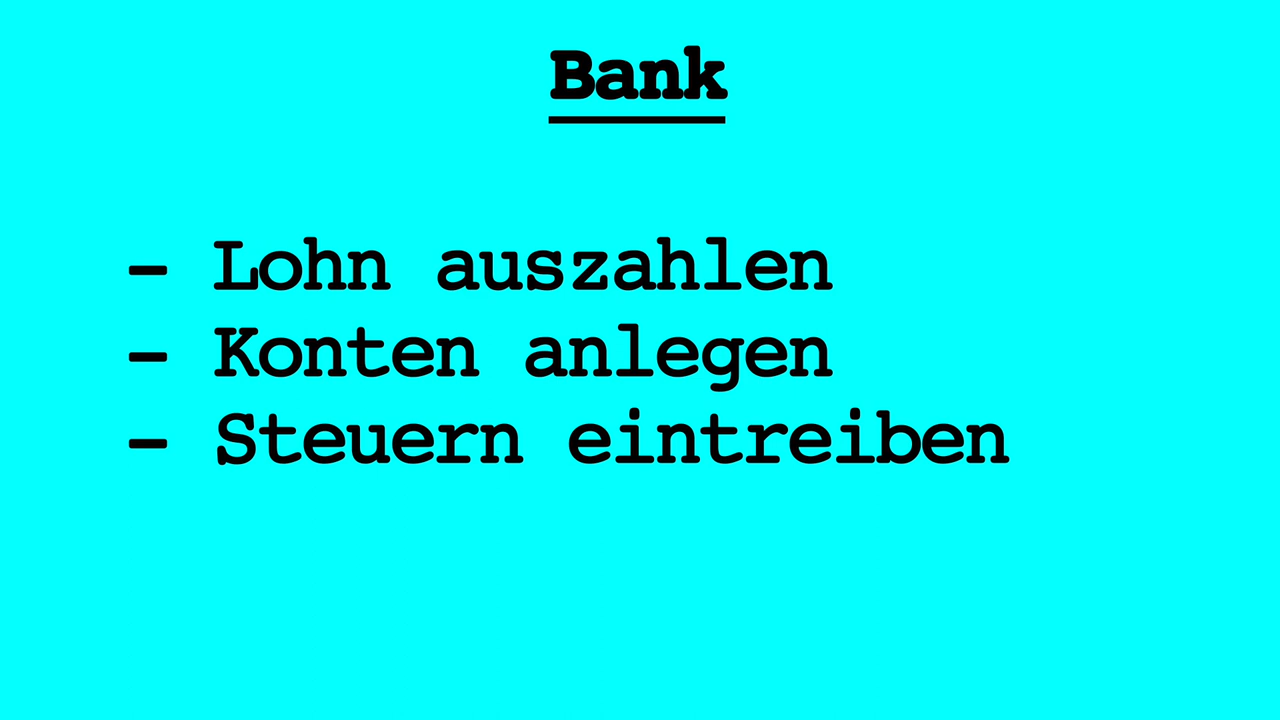 Bank
- Lohn auszahlen
- Konten anlegen
- Steuern eintreiben